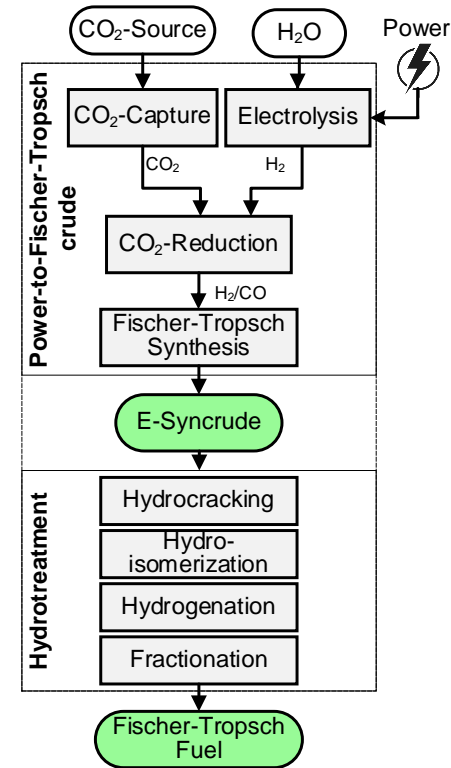 CO₂-Source
H₂O
Power
CO₂-Capture
Electrolysis
CO₂
H₂
CO₂-Reduction
H₂/CO
Fischer-Tropsch
Synthesis
Power-to-Fischer-Tropsch
crude
E-Syncrude
Hydrotreatment
Hydrocracking
Hydro-
isomerization
Hydrogenation
Fractionation
Fischer-Tropsch
Fuel